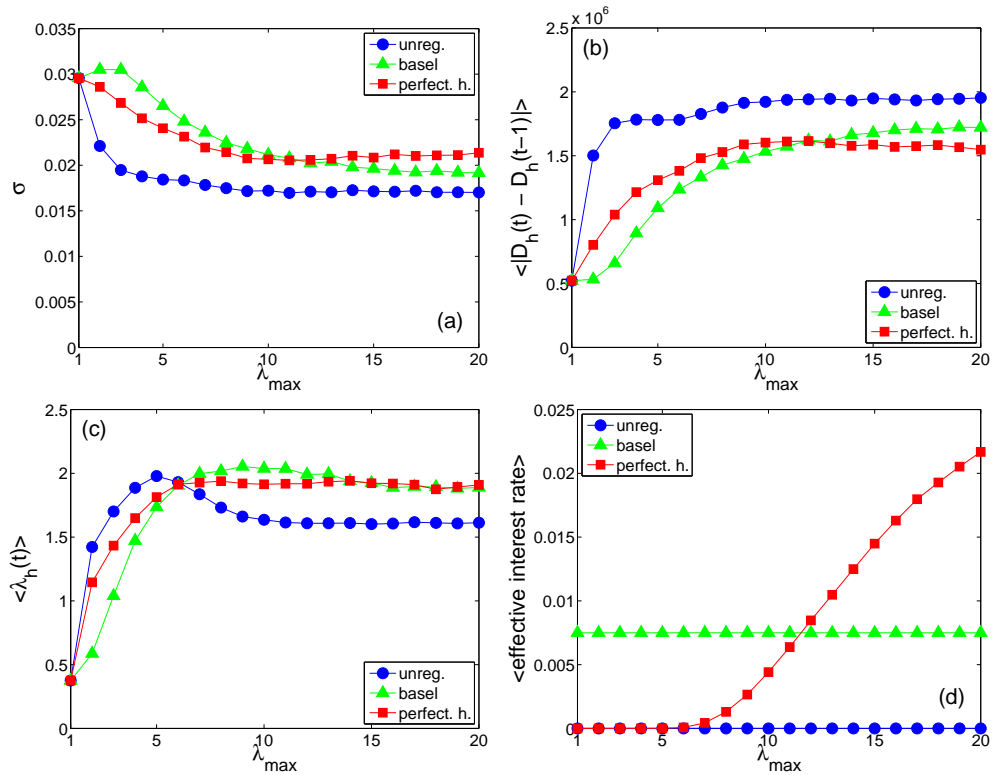 0.035
0.03
0.025
0.02
0.015
0.01
0.005
0
σ
1
5
10
15
20
λmax
unreg.
basel
perfect. h.
(a)
x 10^6
2.5
2
1.5
1
0.5
0
<|D_h(t) − D_h(t−1)|>
1
5
10
15
20
λmax
(b)
unreg.
basel
perfect. h.
2.5
2
1.5
1
0.5
0
<λ_h(t)>
1
5
10
15
20
λmax
(c)
unreg.
basel
perfect. h.
0.025
0.02
0.015
0.01
0.005
0
<effective interest rate>
1
5
10
15
20
λmax
unreg.
basel
perfect. h.
(d)